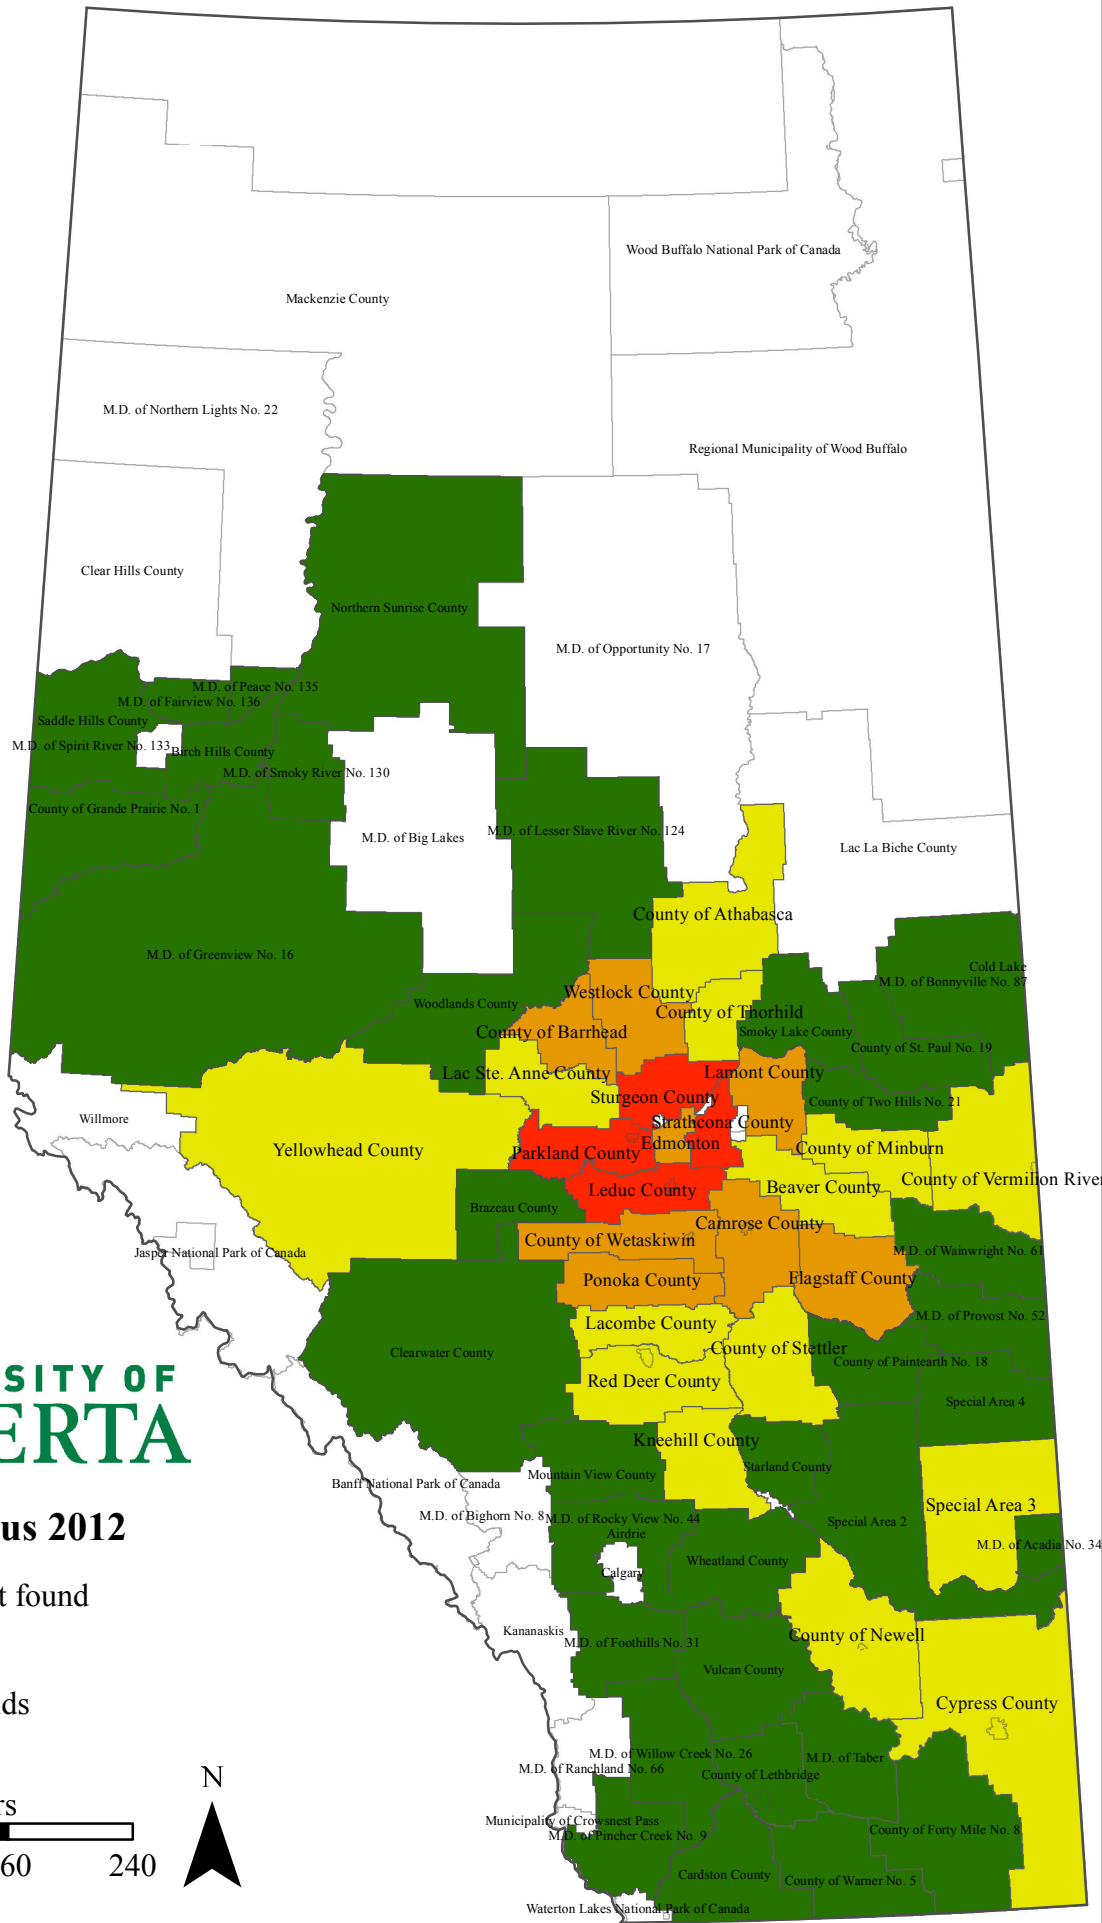 Wood Buffalo National Park of Canada
Mackenzie County
M.D. of Northern Lights No. 22
Regional Municipality of Wood Buffalo
Clear Hills County
Northern Sunrise County
M.D. of Opportunity No. 17
M.D. of Peace No. 135
M.D. of Fairview No. 136
Saddle Hills County
M.D. of Spirit River No. 133
Birch Hills County
M.D. of Smoky River No. 130
County of Grande Prairie No. 1
M.D. of Big Lakes
M.D. of Lesser Slave River No. 124
Lac La Biche County
County of Athabasca
M.D. of Greenview No. 16
Cold Lake
M.D. of Bonnyville No. 87
Westlock County
Woodlands County
County of Thorhild
County of Barrhead
Smoky Lake County
County of St. Paul No. 19
Lac Ste. Anne County
Lamont County
Sturgeon County
County of Two Hills No. 21
Willmore
Strathcona County
Edmonton
Yellowhead County
Parkland County
County of Minburn
County of Vermilion River
Leduc County
Beaver County
Brazeau County
Camrose County
County of Wetaskiwin
Jasper National Park of Canada
M.D. of Wainwright No. 61
Ponoka County
Flagstaff County
M.D. of Provost No. 52
Lacombe County
County of Stettler
Clearwater County
County of Paintearth No. 18
Red Deer County
SITY OF
Special Area 4
ERTA
Kneehill County
Starland County
Mountain View County
Banff National Park of Canada
Special Area 3
M.D. of Bighorn No. 8
M.D. of Rocky View No. 44
Special Area 2
us 2012
Airdrie
M.D. of Acadia No. 34
Wheatland County
Calgary
t found
Kananaskis
M.D. of Foothills No. 31
County of Newell
Vulcan County
ds
Cypress County
M.D. of Willow Creek No. 26
M.D. of Taber
M.D. of Ranchland No. 66
County of Lethbridge
N
rs
Municipality of Crowsnest Pass
County of Forty Mile No. 8
M.D. of Pincher Creek No. 9
60 240
Cardston County
County of Warner No. 5
Waterton Lakes National Park of Canada